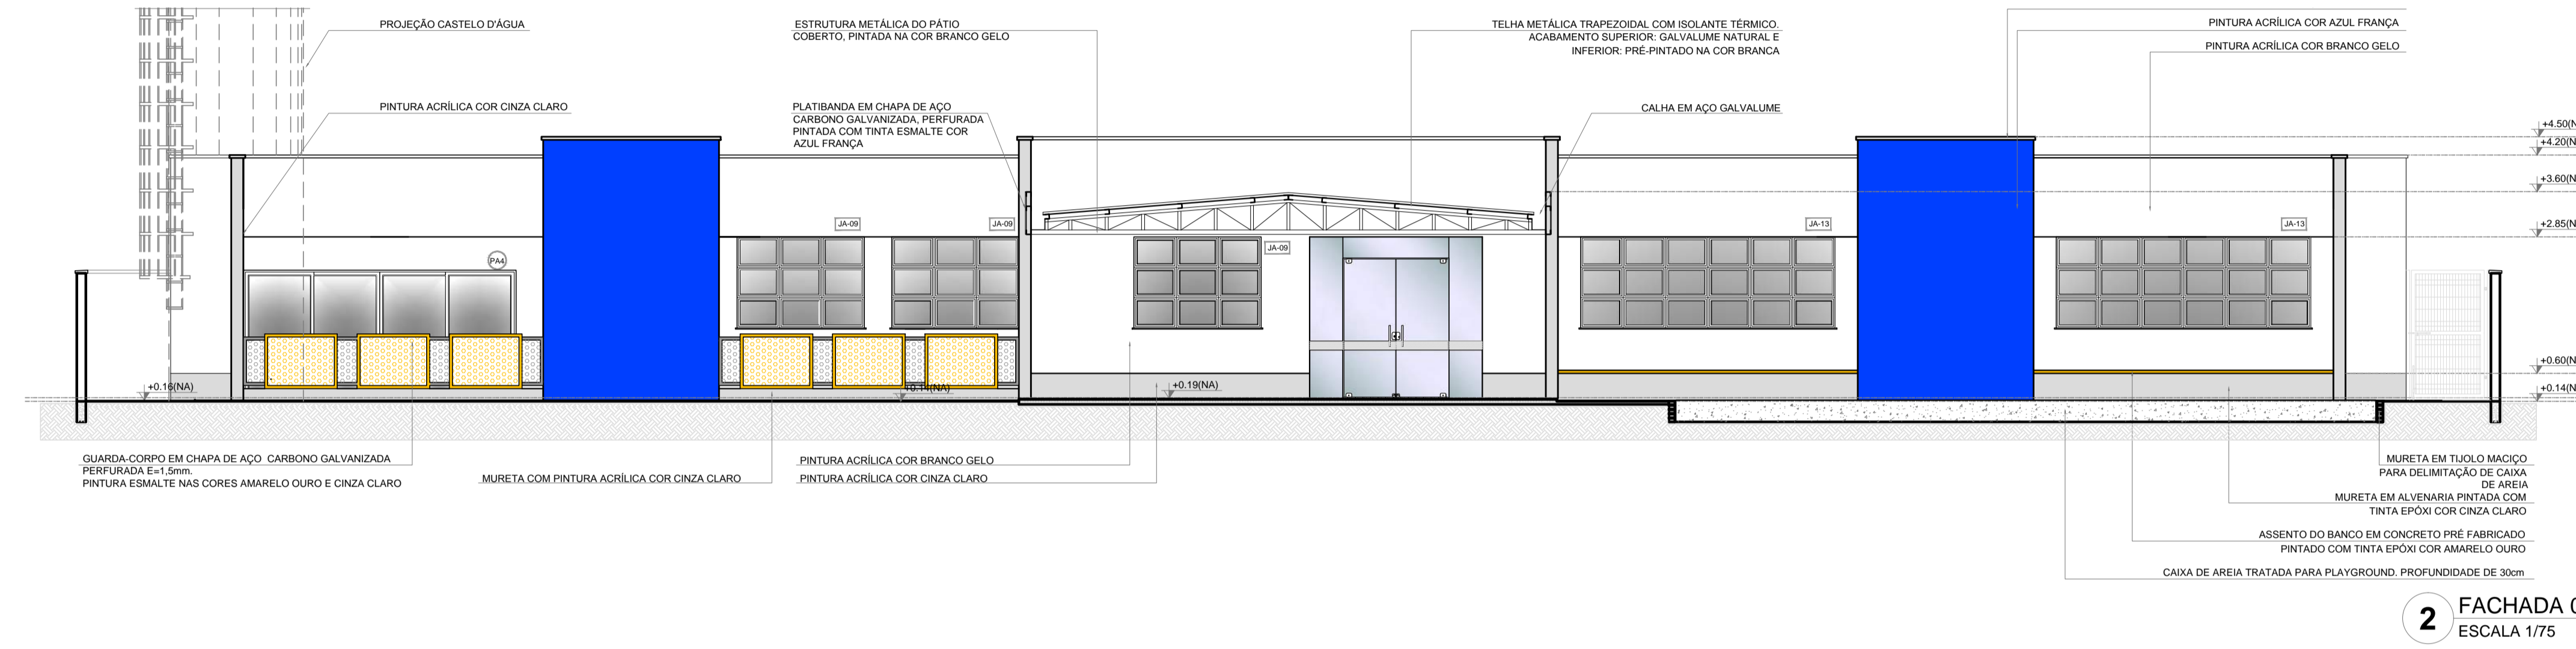 PROJEÇÃO CASTELO D'ÁGUA
ESTRUTURA METÁLICA DO PÁTIO
COBERTO, PINTADA NA COR BRANCO GELO
TELHA METÁLICA TRAPEZOIDAL COM ISOLANTE TÉRMICO.
ACABAMENTO SUPERIOR: GALVALUME NATURAL E
INFERIOR: PRÉ-PINTADO NA COR BRANCA
PINTURA ACRÍLICA COR AZUL FRANÇA
PINTURA ACRÍLICA COR BRANCO GELO
PINTURA ACRÍLICA COR CINZA CLARO
PLATIBANDA EM CHAPA DE AÇO
CARBONO GALVANIZADA, PERFURADA
PINTADA COM TINTA ESMALTE COR
AZUL FRANÇA
CALHA EM AÇO GALVALUME
+4.50(N
+4.20(N
+3.60(N
+2.85(N
+0.60(N
+0.14(N
JA-09
JA-09
JA-09
JA-13
JA-13
PA4
+0.16(NA)
+0.14(NA)
+0.19(NA)
GUARDA-CORPO EM CHAPA DE AÇO CARBONO GALVANIZADA
PERFURADA E=1,5mm.
PINTURA ESMALTE NAS CORES AMARELO OURO E CINZA CLARO
MURETA COM PINTURA ACRÍLICA COR CINZA CLARO
PINTURA ACRÍLICA COR BRANCO GELO
PINTURA ACRÍLICA COR CINZA CLARO
MURETA EM TIJOLO MACIÇO
PARA DELIMITAÇÃO DE CAIXA
DE AREIA
MURETA EM ALVENARIA PINTADA COM
TINTA EPÓXI COR CINZA CLARO
ASSENTO DO BANCO EM CONCRETO PRÉ FABRICADO
PINTADO COM TINTA EPÓXI COR AMARELO OURO
CAIXA DE AREIA TRATADA PARA PLAYGROUND. PROFUNDIDADE DE 30cm
2
FACHADA 0
ESCALA 1/75